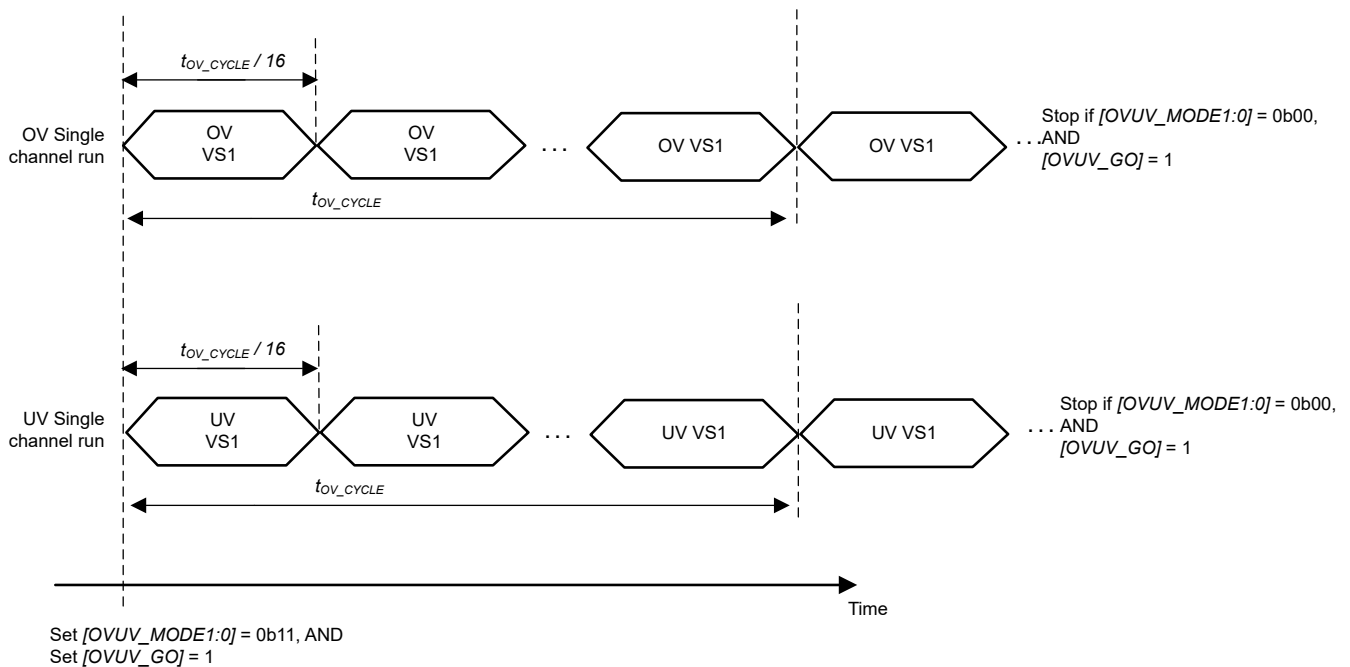 tOV_CYCLE / 16
OV Single
channel run
OV
VS1
OV
VS1
...
OV VS1
OV VS1
...
Stop if [OVUV_MODE1:0] = 0b00,
AND
[OVUV_GO] = 1
tOV_CYCLE
tOV_CYCLE / 16
UV Single
channel run
UV
VS1
UV
VS1
...
UV VS1
UV VS1
...
Stop if [OVUV_MODE1:0] = 0b00,
AND
[OVUV_GO] = 1
tOV_CYCLE
Time
Set [OVUV_MODE1:0] = 0b11, AND
Set [OVUV_GO] = 1